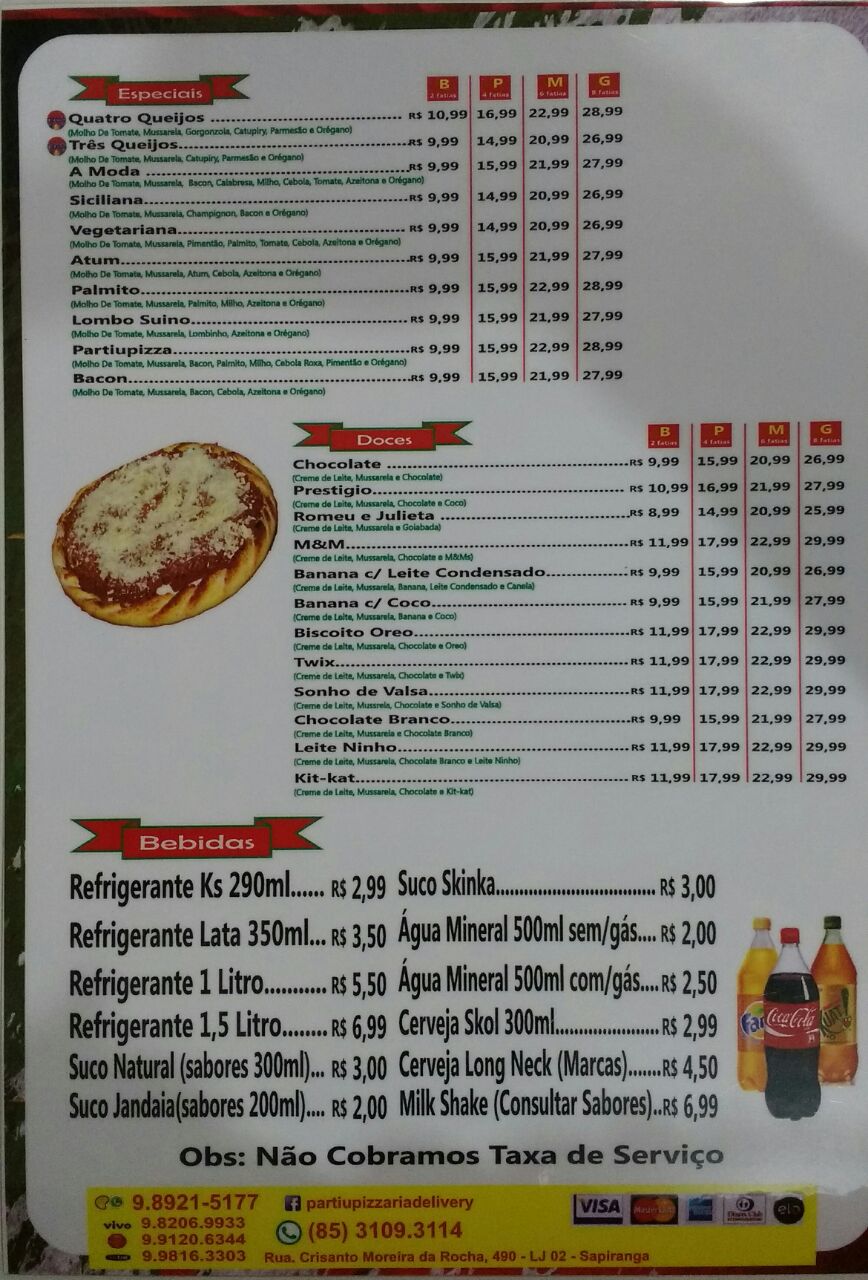 Especiais
B P M G
2 fatias 4 fatias 6 fatias 8 fatias
Quatro Queijos .......... R$ 10,99 16,99 22,99 28,99
(Molho De Tomate, Mussarela, Gorgonzola, Catupiry, Parmesão e Orégano)
Três Queijos..........R$ 9,99 14,99 20,99 26,99
(Molho De Tomate, Mussarela, Catupiry, Parmesão e Orégano)
A Moda ..........R$ 9,99 15,99 21,99 27,99
(Molho De Tomate, Mussarela, Bacon, Calabresa, Milho, Cebola, Tomate, Azeitona e Orégano)
Siciliana..........R$ 9,99 14,99 20,99 26,99
(Molho De Tomate, Mussarela, Champignon, Bacon e Orégano)
Vegetariana.......... R$ 9,99 14,99 20,99 26,99
(Molho De Tomate, Mussarela, Pimentão, Palmito, Tomate, Cebola, Azeitona e Orégano)
Atum..........R$ 9,99 15,99 21,99 27,99
(Molho De Tomate, Mussarela, Atum, Cebola, Azeitona e Orégano)
Palmito..........R$ 9,99 15,99 22,99 28,99
(Molho De Tomate, Mussarela, Palmito, Milho, Azeitona e Orégano)
Lombo Suino..........R$ 9,99 15,99 21,99 27,99
(Molho De Tomate, Mussarela, Lombinho, Azeitona e Orégano)
Partiupizza..........R$ 9,99 15,99 22,99 28,99
(Molho De Tomate, Mussarela, Bacon, Palmito, Milho, Cebola Roxa, Pimentão e Orégano)
Bacon..........R$ 9,99 15,99 21,99 27,99
(Molho De Tomate, Mussarela, Bacon, Cebola, Azeitona e Orégano)
Doces
B P M G
2 fatias 4 fatias 6 fatias 8 fatias
Chocolate ..........R$ 9,99 15,99 20,99 26,99
(Creme de Leite, Mussarela e Chocolate)
Prestigio.......... R$ 10,99 16,99 21,99 27,99
(Creme de Leite, Mussarela, Chocolate e Coco)
Romeu e Julieta ..........R$ 8,99 14,99 20,99 25,99
(Creme de Leite, Mussarela e Goiabada)
M&M..........R$ 11,99 17,99 22,99 29,99
(Creme de Leite, Mussarela, Chocolate e M&Ms)
Banana c/ Leite Condensado..........R$ 9,99 15,99 20,99 26,99
(Creme de Leite, Mussarela, Banana, Leite Condensado e Canela)
Banana c/ Coco.......... R$ 9,99 15,99 21,99 27,99
(Creme de Leite, Mussarela, Banana e Coco)
Biscoito Oreo..........R$ 11,99 17,99 22,99 29,99
(Creme de Leite, Mussarela, Chocolate e Oreo)
Twix..........R$ 11,99 17,99 22,99 29,99
(Creme de Leite, Mussarela, Chocolate e Twix)
Sonho de Valsa..........R$ 11,99 17,99 22,99 29,99
(Creme de Leite, Mussrela, Chocolate e Sonho de Valsa)
Chocolate Branco..........R$ 9,99 15,99 21,99 27,99
(Creme de Leite, Mussarela e Chocolate Branco)
Leite Ninho.......... R$ 11,99 17,99 22,99 29,99
(Creme de Leite, Mussarela, Chocolate Branco e Leite Ninho)
Kit-kat.......... R$ 11,99 17,99 22,99 29,99
(Creme de Leite, Mussarela, Chocolate e Kit-kat)
Bebidas
Refrigerante Ks 290ml...... R$ 2,99 Suco Skinka.......... R$ 3,00
Refrigerante Lata 350ml... R$ 3,50 Água Mineral 500ml sem/gás.... R$ 2,00
Refrigerante 1 Litro........... R$ 5,50 Água Mineral 500ml com/gás....R$ 2,50
Refrigerante 1,5 Litro........ R$ 6,99 Cerveja Skol 300ml.......... R$ 2,99
Suco Natural (sabores 300ml)... R$ 3,00 Cerveja Long Neck (Marcas).......R$ 4,50
Suco Jandaia(sabores 200ml).... R$ 2,00 Milk Shake (Consultar Sabores)..R$ 6,99
Coca-Cola
Obs: Não Cobramos Taxa de Serviço
9.8921-5177 partiupizzariadelivery VISA MasterCard Diners Club elo
vivo 9.8206.9933
9.9120.6344 (85) 3109.3114
9.9816.3303 Rua. Crisanto Moreira da Rocha, 490 - LJ 02 - Sapiranga